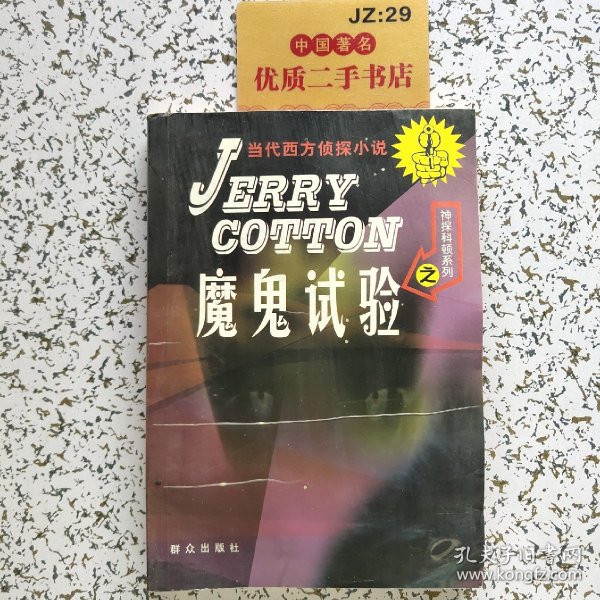 JZ:29
中国著名
优质二手书店
当代西方侦探小说
JERRY
COTTON
神探科顿系列
之
魔鬼试验
群众出版社
孔夫子旧书网
www.kongfz.com